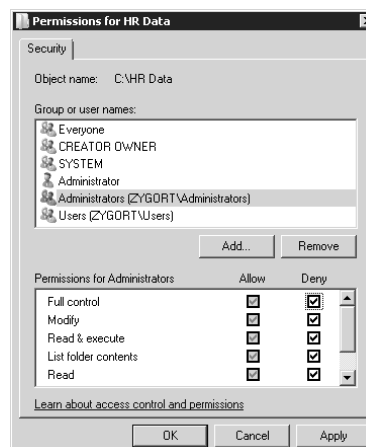 Permissions for HR Data
Security
Object name: C:\HR Data
Group or user names:
Everyone
CREATOR OWNER
SYSTEM
Administrator
Administrators (ZYGORT\Administrators)
Users (ZYGORT\Users)
Add... Remove
Permissions for Administrators Allow Deny
Full control
Modify
Read & execute
List folder contents
Read
Learn about access control and permissions
OK Cancel Apply